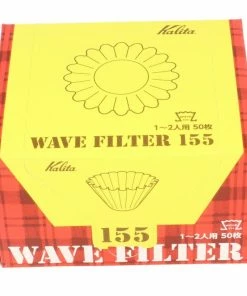 Kalita
WAVE FILTER 155
1~2人用 50枚
Kalita
155
1~2人用 50枚
WAVE FILTER